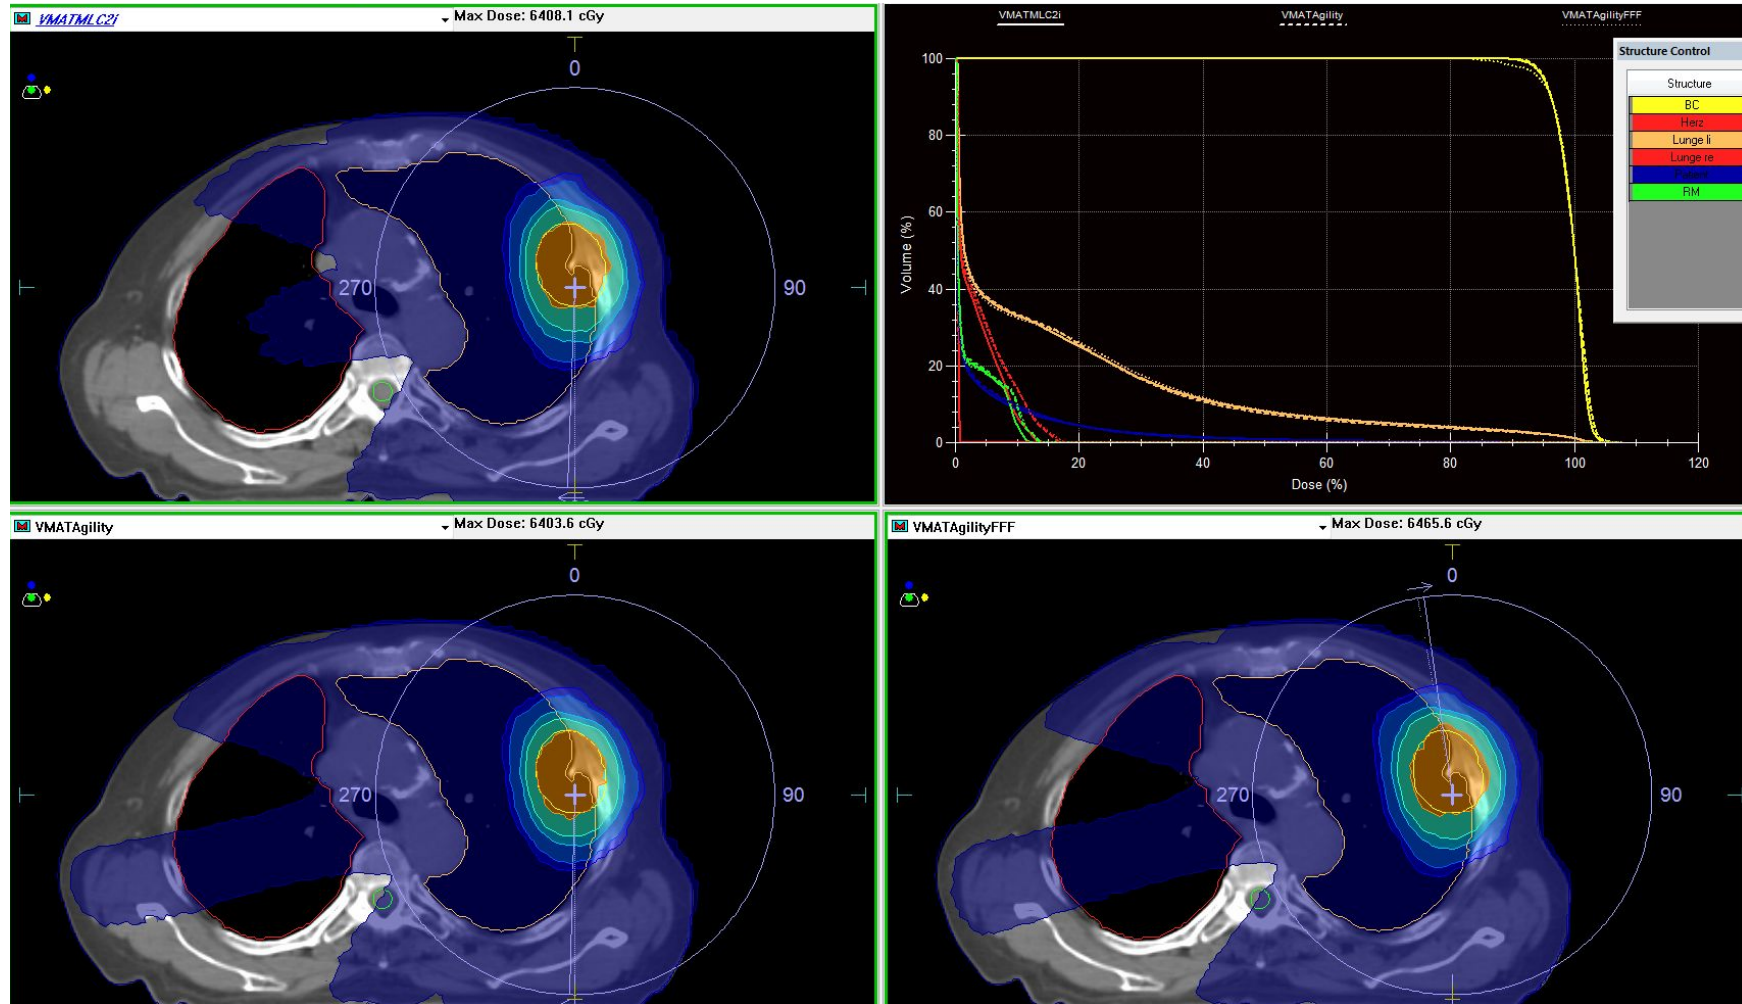 VMATMLC2i
Max Dose: 6408.1 cGy
0
270
90
VMATMLC2i
VMATAgility
VMATAgilityFFF
Structure Control
Structure
BC
Herz
Lunge li
Lunge re
RM
100
80
60
40
20
0
Volume (%)
0 20 40 60 80 100 120
Dose (%)
VMATAgility
Max Dose: 6403.6 cGy
0
270
90
VMATAgilityFFF
Max Dose: 6465.6 cGy
0
270
90